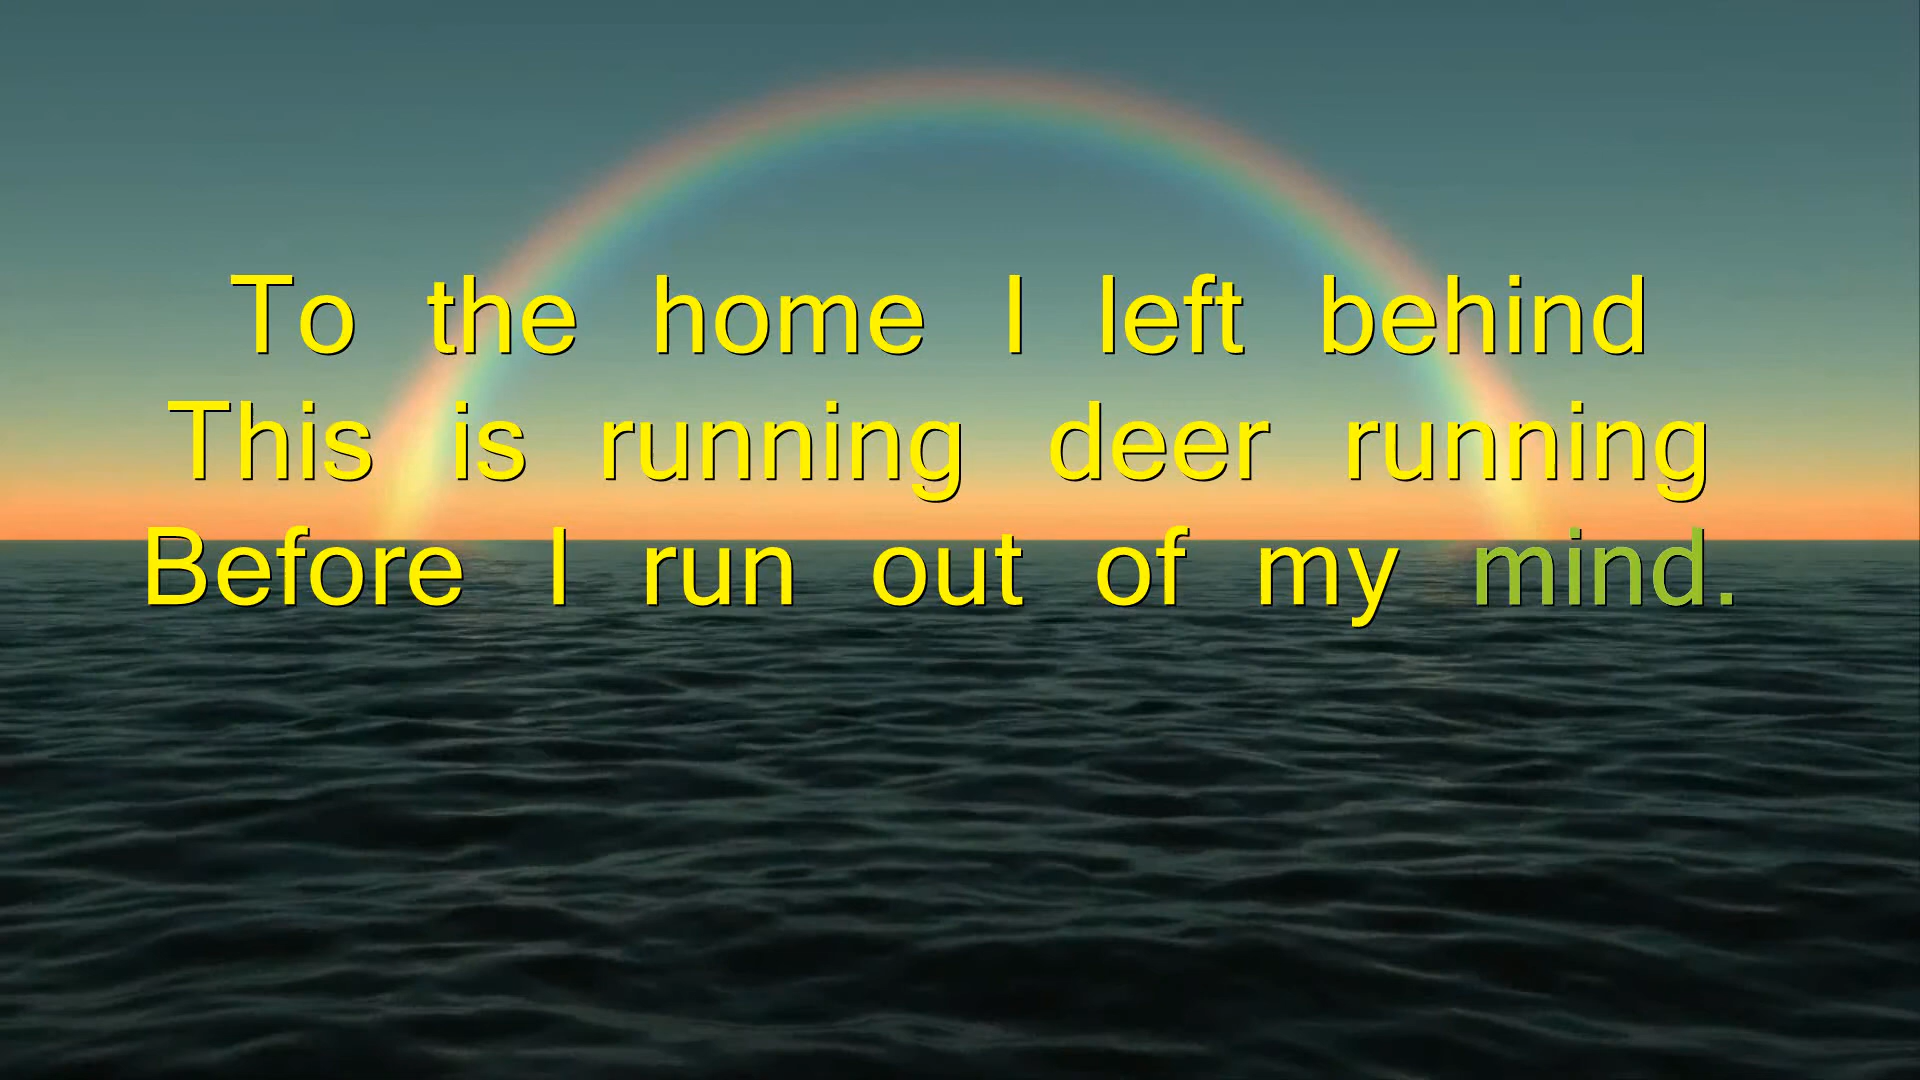 To the home I left behind
This is running deer running
Before I run out of my mind.